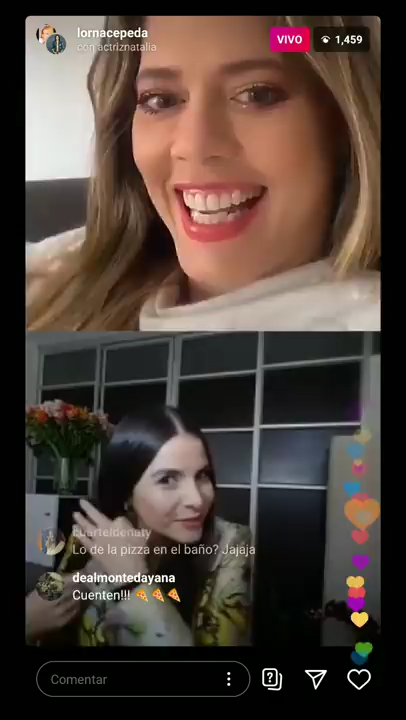 lornacepeda
con actriznatalia
VIVO
1,459
Lo de la pizza en el baño? Jajaja
dealmontedayana
Cuenten!!! 🍕🍕🍕
Comentar